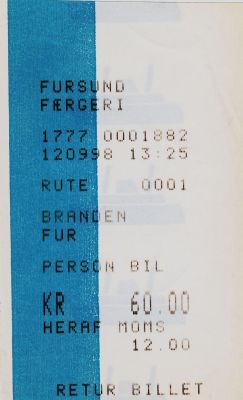 FURSUND
FÆRGERI
1777 0001882
120998 13:25
RUTE 0001
BRANDEN
FUR
PERSON BIL
KR 60.00
HERAF MOMS
12.00
RETUR BILLET